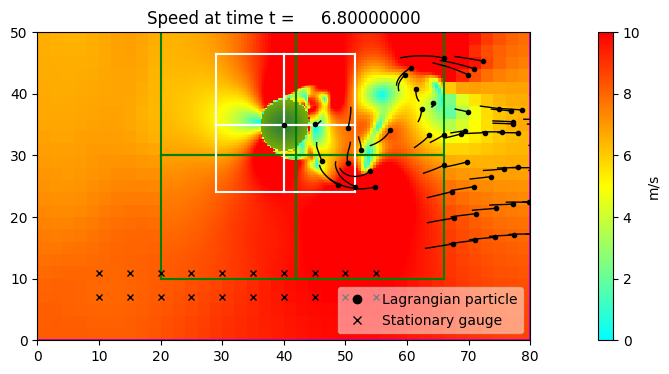 Speed at time t = 6.80000000
50
40
30
20
10
0
0 10 20 30 40 50 60 70 80
Lagrangian particle
Stationary gauge
10
8
6
4
2
0
m/s